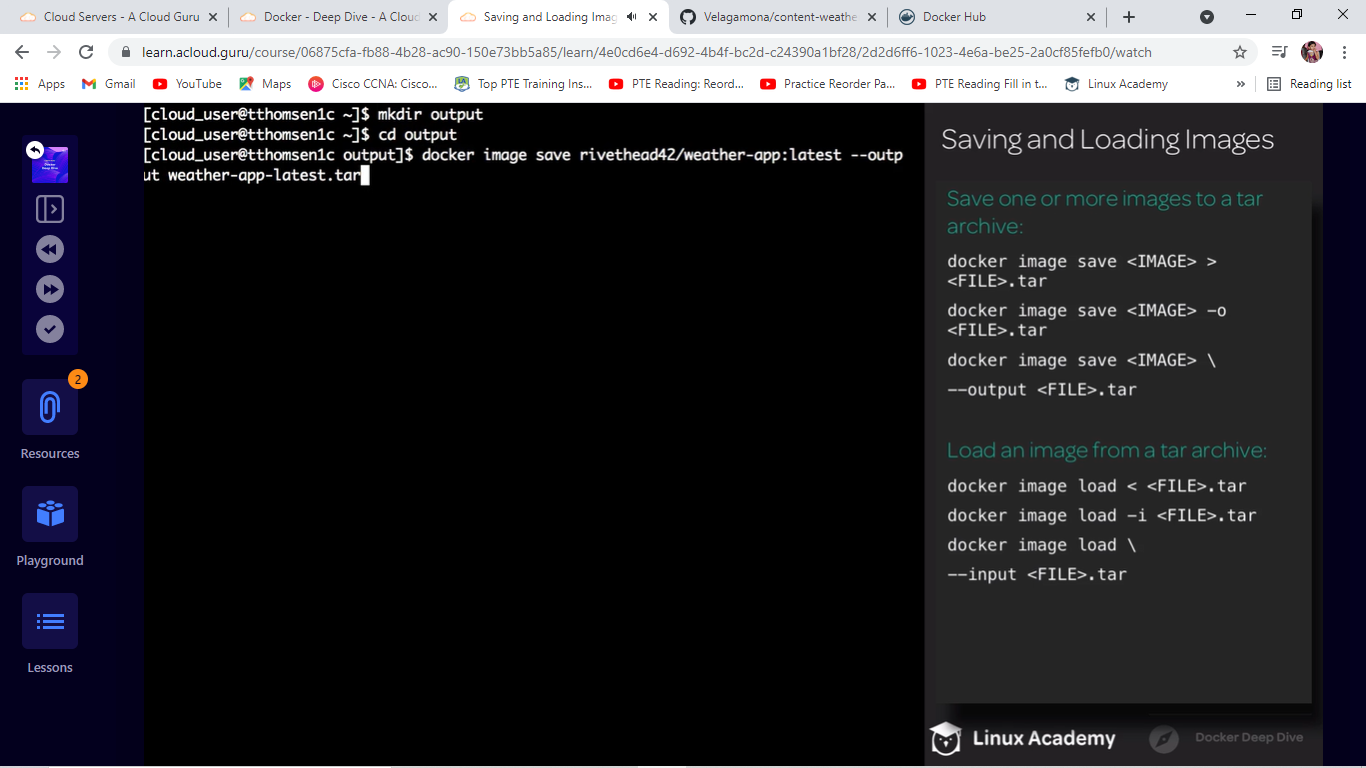 Cloud Servers - A Cloud Guru
Docker - Deep Dive - A Cloud
Saving and Loading Imag
Velagamona/content-weathe
Docker Hub
learn.acloud.guru/course/06875cfa-fb88-4b28-ac90-150e73bb5a85/learn/4e0cd6e4-d692-4b4f-bc2d-c24390a1bf28/2d2d6ff6-1023-4e6a-be25-2a0cf85fefb0/watch
Apps
Gmail
YouTube
Maps
Cisco CCNA: Cisco...
Top PTE Training Ins...
PTE Reading: Reord...
Practice Reorder Pa...
PTE Reading Fill in t...
Linux Academy
»
Reading list
[cloud_user@tthomsen1c ~]$ mkdir output
[cloud_user@tthomsen1c ~]$ cd output
[cloud_user@tthomsen1c output]$ docker image save rivethead42/weather-app:latest --outp
ut weather-app-latest.tar
Docker
Deep Dive
2
Resources
Playground
Lessons
Saving and Loading Images
Save one or more images to a tar
archive:
docker image save <IMAGE> >
<FILE>.tar
docker image save <IMAGE> -o
<FILE>.tar
docker image save <IMAGE> \
--output <FILE>.tar
Load an image from a tar archive:
docker image load < <FILE>.tar
docker image load -i <FILE>.tar
docker image load \
--input <FILE>.tar
Linux Academy
Docker Deep Dive